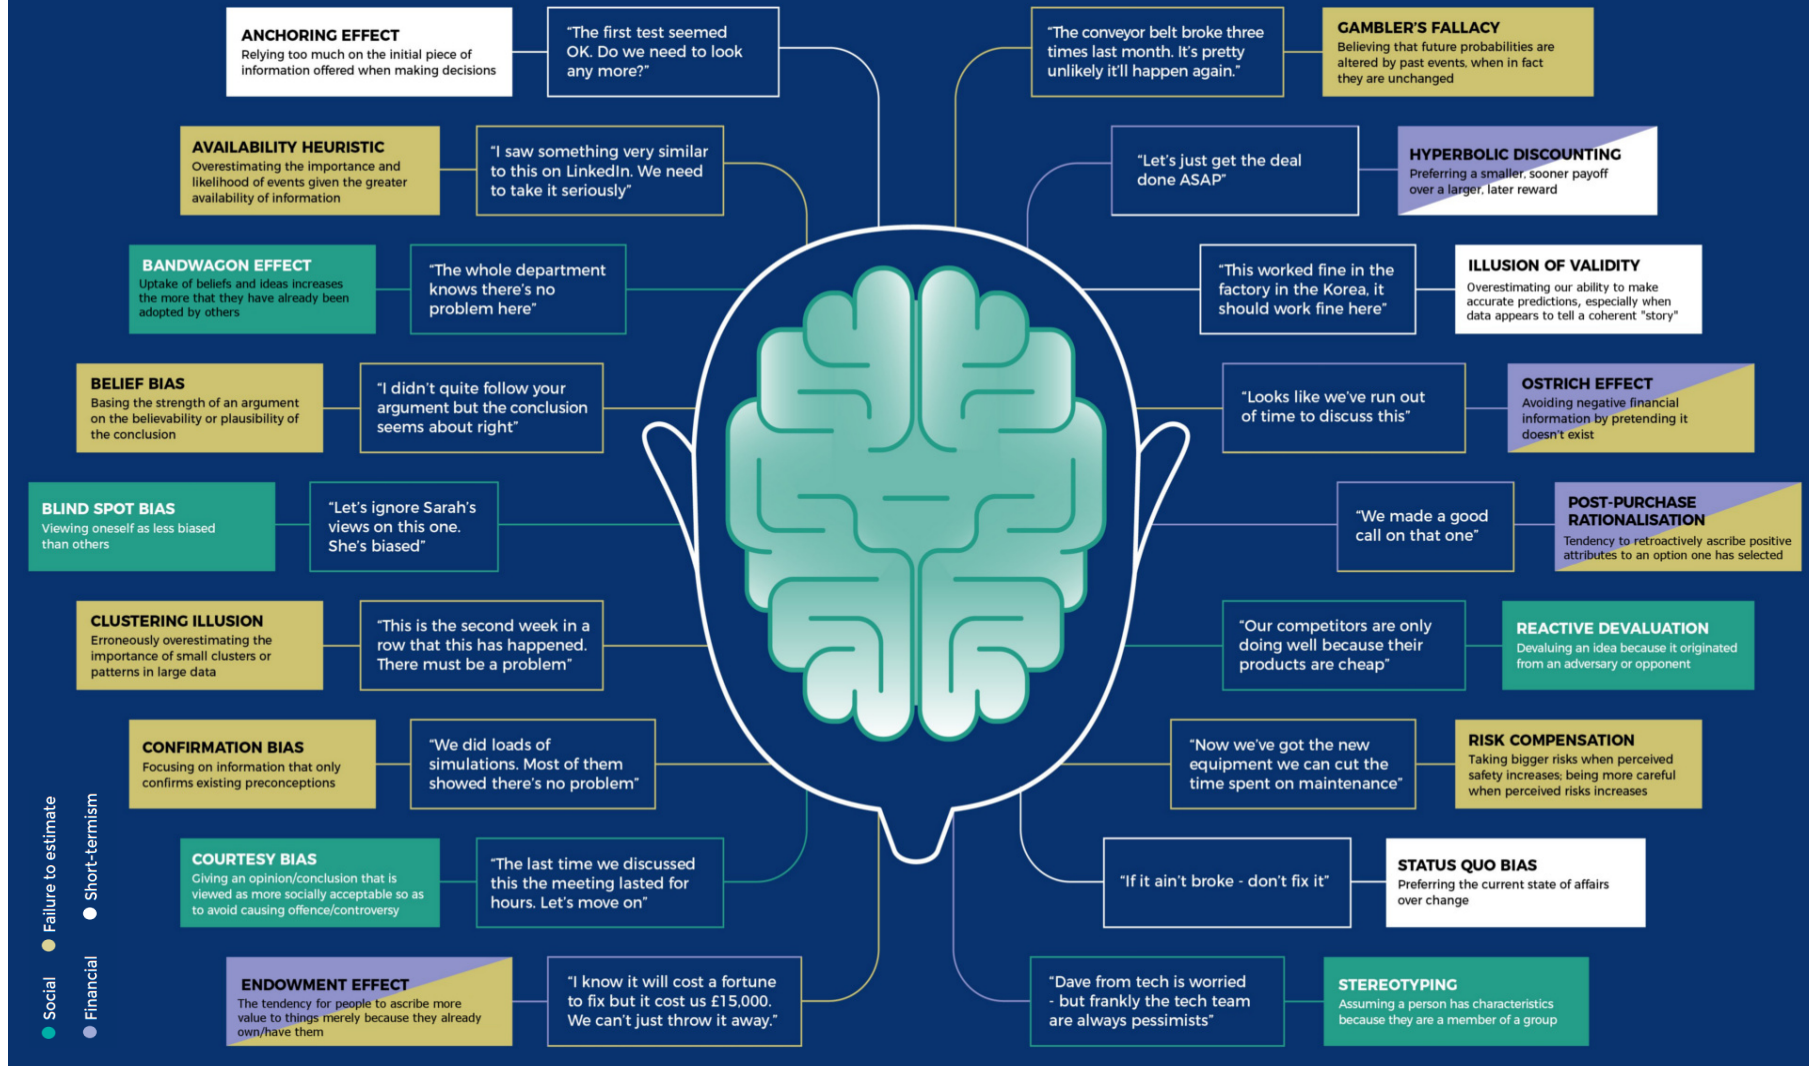 ANCHORING EFFECT
Relying too much on the initial piece of
information offered when making decisions
“The first test seemed
OK. Do we need to look
any more?”
“The conveyor belt broke three
times last month. It’s pretty
unlikely it’ll happen again.”
GAMBLER’S FALLACY
Believing that future probabilities are
altered by past events, when in fact
they are unchanged
AVAILABILITY HEURISTIC
Overestimating the importance and
likelihood of events given the greater
availability of information
“I saw something very similar
to this on LinkedIn. We need
to take it seriously”
“Let’s just get the deal
done ASAP”
HYPERBOLIC DISCOUNTING
Preferring a smaller, sooner payoff
over a larger, later reward
BANDWAGON EFFECT
Uptake of beliefs and ideas increases
the more that they have already been
adopted by others
“The whole department
knows there’s no
problem here”
“This worked fine in the
factory in the Korea, it
should work fine here”
ILLUSION OF VALIDITY
Overestimating our ability to make
accurate predictions, especially when
data appears to tell a coherent "story"
BELIEF BIAS
Basing the strength of an argument
on the believability or plausibility of
the conclusion
“I didn’t quite follow your
argument but the conclusion
seems about right”
“Looks like we’ve run out
of time to discuss this”
OSTRICH EFFECT
Avoiding negative financial
information by pretending it
doesn’t exist
BLIND SPOT BIAS
Viewing oneself as less biased
than others
“Let’s ignore Sarah’s
views on this one.
She’s biased”
“We made a good
call on that one”
POST-PURCHASE
RATIONALISATION
Tendency to retroactively ascribe positive
attributes to an option one has selected
CLUSTERING ILLUSION
Erroneously overestimating the
importance of small clusters or
patterns in large data
“This is the second week in a
row that this has happened.
There must be a problem”
“Our competitors are only
doing well because their
products are cheap”
REACTIVE DEVALUATION
Devaluing an idea because it originated
from an adversary or opponent
CONFIRMATION BIAS
Focusing on information that only
confirms existing preconceptions
“We did loads of
simulations. Most of them
showed there’s no problem”
“Now we’ve got the new
equipment we can cut the
time spent on maintenance”
RISK COMPENSATION
Taking bigger risks when perceived
safety increases; being more careful
when perceived risks increases
COURTESY BIAS
Giving an opinion/conclusion that is
viewed as more socially acceptable so as
to avoid causing offence/controversy
“The last time we discussed
this the meeting lasted for
hours. Let’s move on”
“If it ain’t broke - don’t fix it”
STATUS QUO BIAS
Preferring the current state of affairs
over change
ENDOWMENT EFFECT
The tendency for people to ascribe more
value to things merely because they already
own/have them
“I know it will cost a fortune
to fix but it cost us £15,000.
We can’t just throw it away.”
“Dave from tech is worried
- but frankly the tech team
are always pessimists”
STEREOTYPING
Assuming a person has characteristics
because they are a member of a group
Social
Failure to estimate
Financial
Short-termism